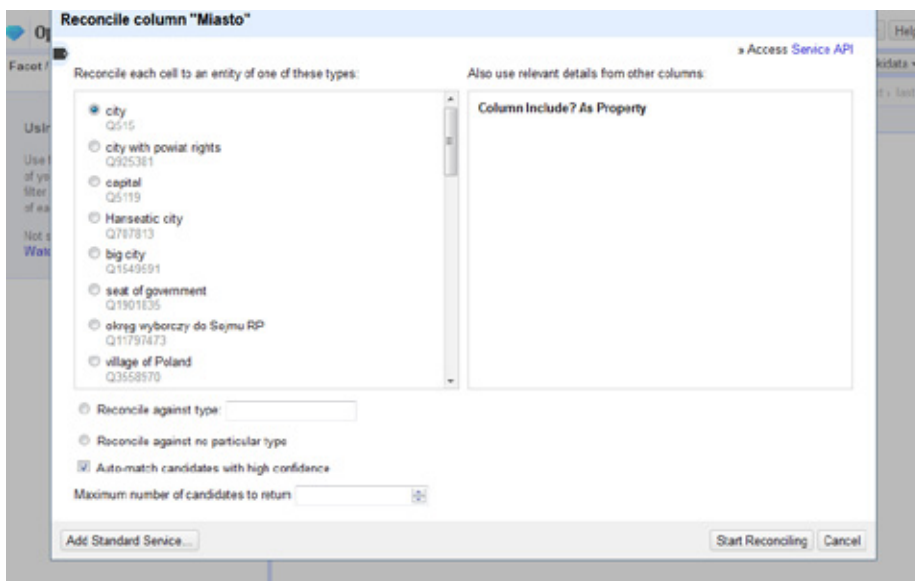 Reconcile column "Miasto"
Op
Help
» Access Service API
Facet /
kidata
Reconcile each cell to an entity of one of these types:
Also use relevant details from other columns:
city
Q515
Column Include? As Property
city with powiat rights
Q925381
capital
Q5119
Hanseatic city
Q707813
big city
Q1549591
seat of government
Q1901835
okręg wyborczy do Sejmu RP
Q11797473
village of Poland
Q3558970
Reconcile against type:
Reconcile against no particular type
Auto-match candidates with high confidence
Maximum number of candidates to return
Add Standard Service...
Start Reconciling
Cancel